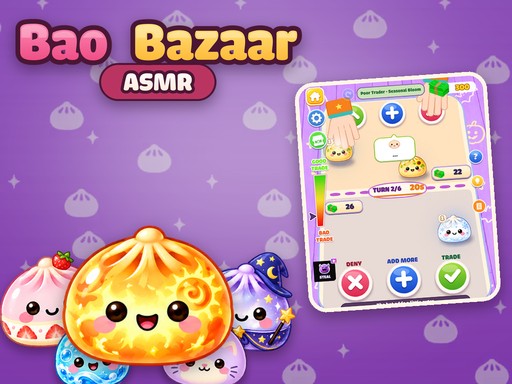 Bao Bazaar
ASMR
Poor Trader - Seasonal Bloom
300
GOOD
TRADE
22
TURN 2/6 20s
26
BAD
TRADE
STEAL
DENY
ADD MORE
TRADE